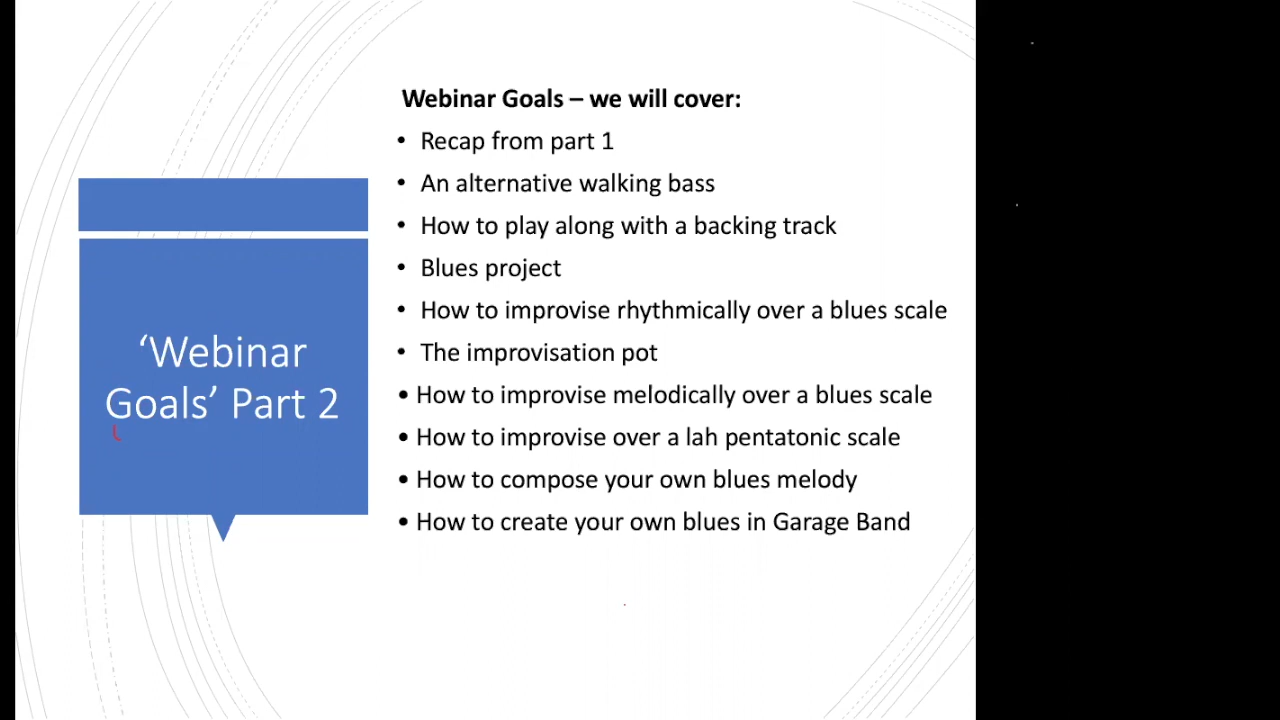 Webinar Goals – we will cover:
• Recap from part 1
• An alternative walking bass
• How to play along with a backing track
• Blues project
• How to improvise rhythmically over a blues scale
• The improvisation pot
• How to improvise melodically over a blues scale
• How to improvise over a lah pentatonic scale
• How to compose your own blues melody
• How to create your own blues in Garage Band
‘Webinar
Goals’ Part 2